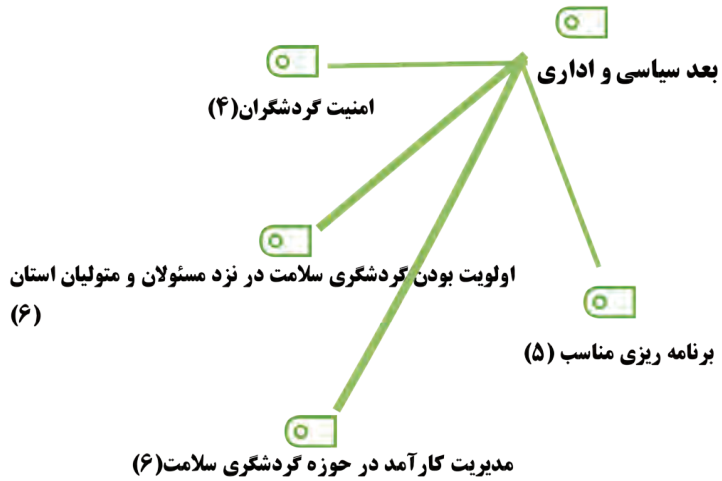 بعد سیاسی و اداری
امنیت گردشگران(۴)
اولویت بودن گردشگری سلامت در نزد مسئولان و متولیان استان
(۶)
برنامه ریزی مناسب (۵)
مدیریت کارآمد در حوزه گردشگری سلامت(۶)